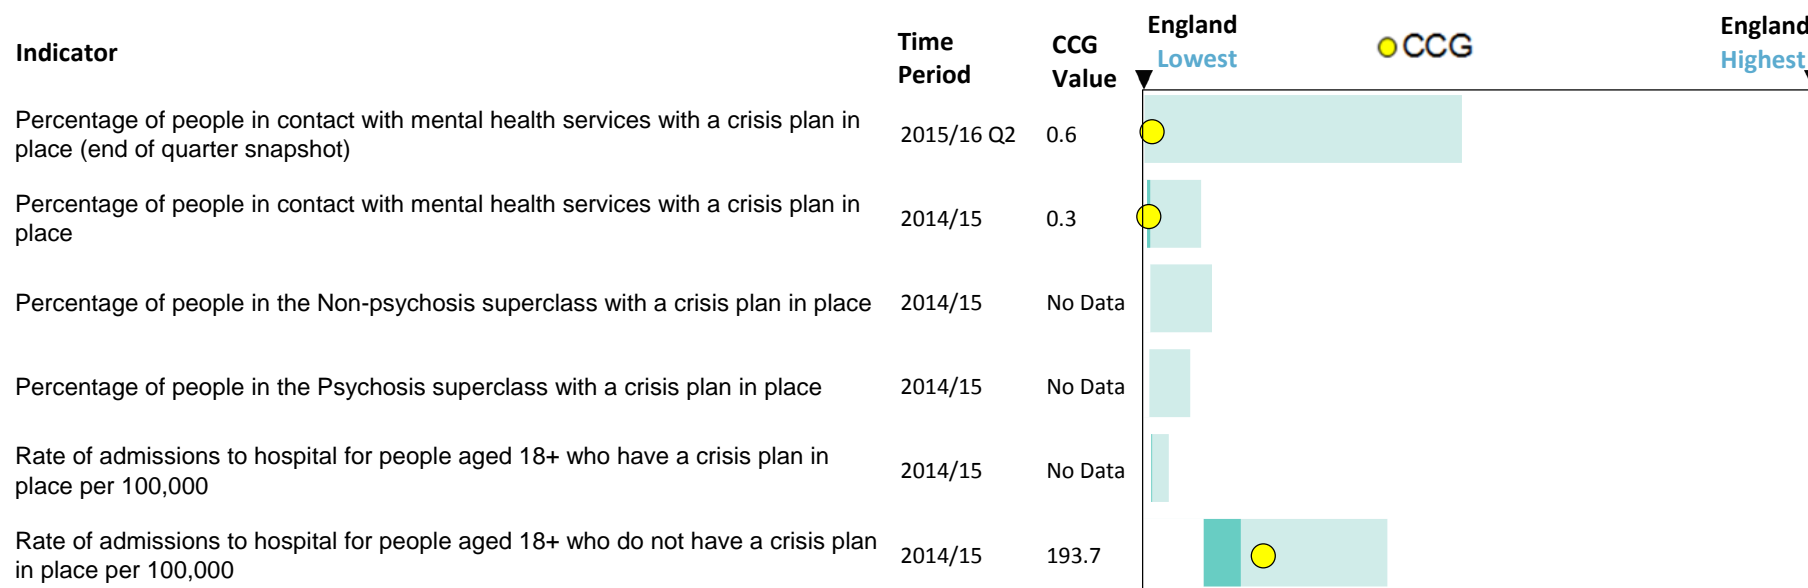 Indicator
Time
Period
CCG
Value
England
Lowest
CCG
England
Highest
Percentage of people in contact with mental health services with a crisis plan in
place (end of quarter snapshot)
2015/16 Q2
0.6
Percentage of people in contact with mental health services with a crisis plan in
place
2014/15
0.3
Percentage of people in the Non-psychosis superclass with a crisis plan in place
2014/15
No Data
Percentage of people in the Psychosis superclass with a crisis plan in place
2014/15
No Data
Rate of admissions to hospital for people aged 18+ who have a crisis plan in
place per 100,000
2014/15
No Data
Rate of admissions to hospital for people aged 18+ who do not have a crisis plan
in place per 100,000
2014/15
193.7